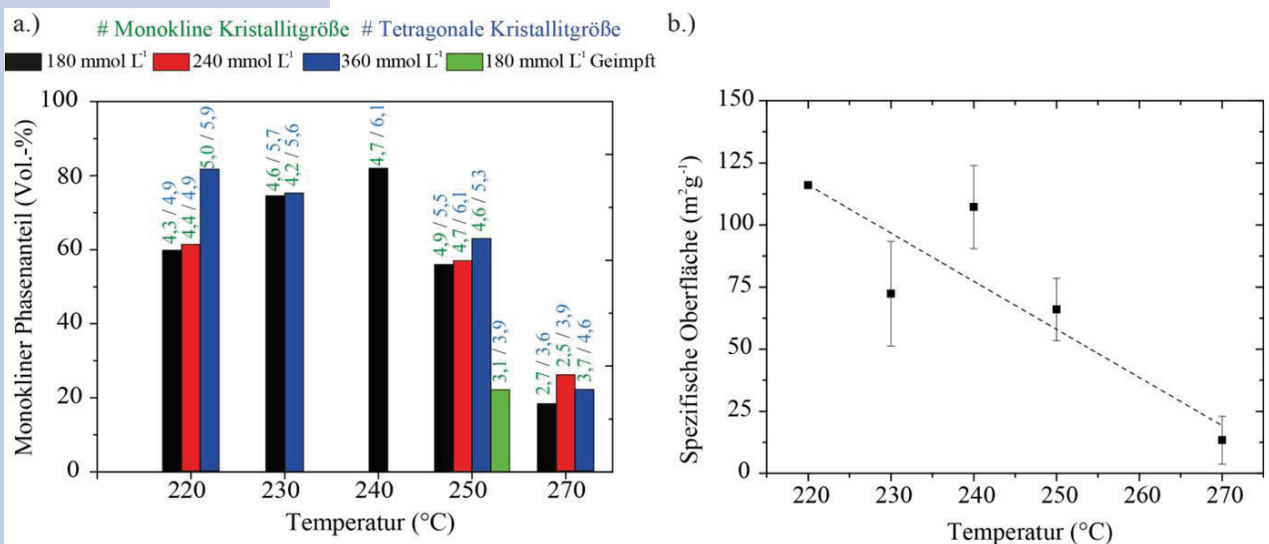 a.)
# Monokline Kristallitgröße # Tetragonale Kristallitgröße
180 mmol L⁻¹ 240 mmol L⁻¹ 360 mmol L⁻¹ 180 mmol L⁻¹ Geimpft
Monokliner Phasenanteil (Vol.-%)
100
80
60
40
20
0
4,3 / 4,9
4,4 / 4,9
5,0 / 5,9
4,6 / 5,7
4,2 / 5,6
4,7 / 6,1
4,9 / 5,5
4,7 / 6,1
4,6 / 5,3
3,1 / 3,9
2,7 / 3,6
2,5 / 3,9
3,7 / 4,6
220 230 240 250 270
Temperatur (°C)
b.)
Spezifische Oberfläche (m²g⁻¹)
150
125
100
75
50
25
0
220 230 240 250 260 270
Temperatur (°C)